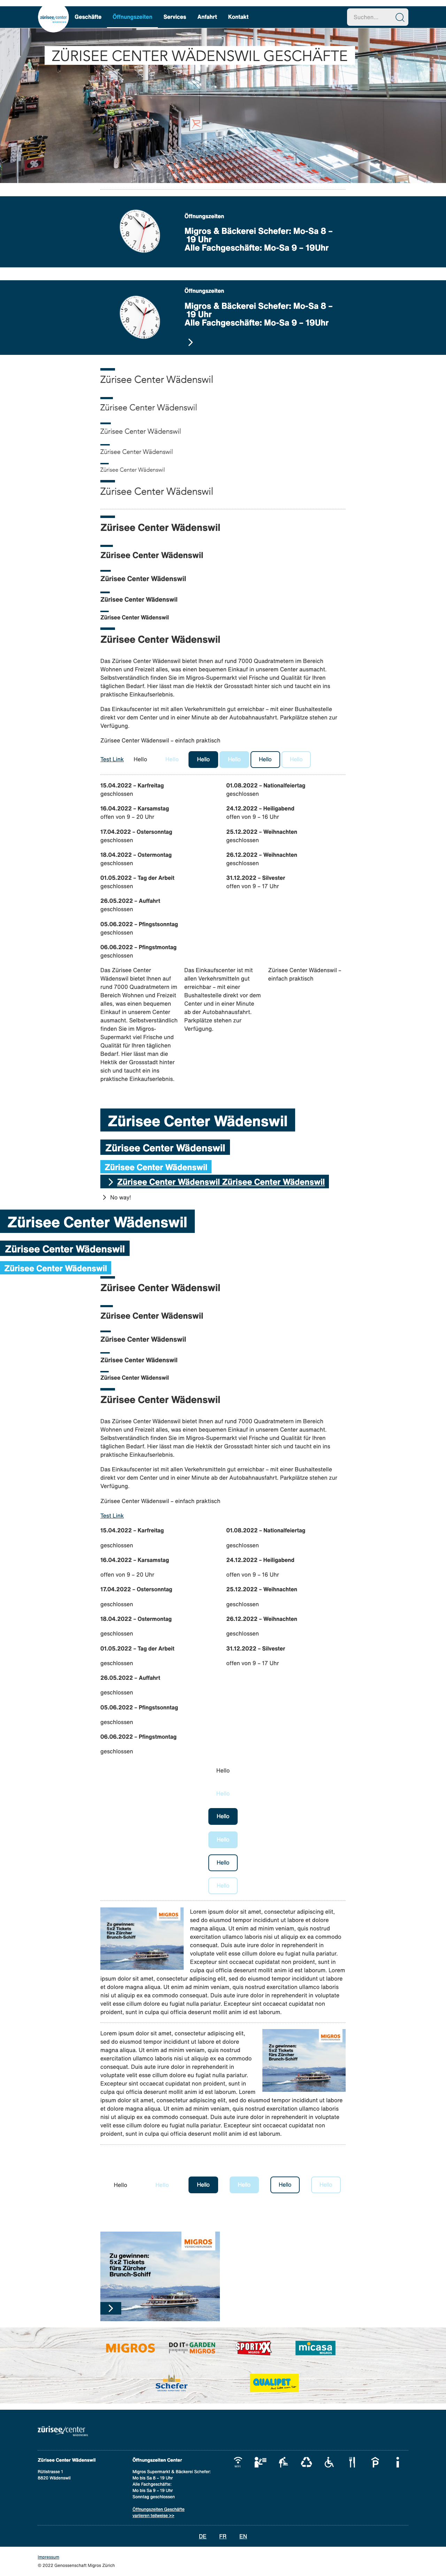 zürisee/center
Geschäfte
Öffnungszeiten
Services
Anfahrt
Kontakt
Suchen...
ZÜRISEE CENTER WÄDENSWIL GESCHÄFTE
Öffnungszeiten
Migros & Bäckerei Schefer: Mo-Sa 8 –
19 Uhr
Alle Fachgeschäfte: Mo-Sa 9 – 19Uhr
Öffnungszeiten
Migros & Bäckerei Schefer: Mo-Sa 8 –
19 Uhr
Alle Fachgeschäfte: Mo-Sa 9 – 19Uhr
Zürisee Center Wädenswil
Zürisee Center Wädenswil
Zürisee Center Wädenswil
Zürisee Center Wädenswil
Zürisee Center Wädenswil
Zürisee Center Wädenswil
Zürisee Center Wädenswil
Zürisee Center Wädenswil
Zürisee Center Wädenswil
Zürisee Center Wädenswil
Zürisee Center Wädenswil
Zürisee Center Wädenswil
Das Zürisee Center Wädenswil bietet Ihnen auf rund 7000 Quadratmetern im Bereich
Wohnen und Freizeit alles, was einen bequemen Einkauf in unserem Center ausmacht.
Selbstverständlich finden Sie im Migros-Supermarkt viel Frische und Qualität für Ihren
täglichen Bedarf. Hier lässt man die Hektik der Grossstadt hinter sich und taucht ein ins
praktische Einkaufserlebnis.
Das Einkaufscenter ist mit allen Verkehrsmitteln gut erreichbar – mit einer Bushaltestelle
direkt vor dem Center und in einer Minute ab der Autobahnausfahrt. Parkplätze stehen zur
Verfügung.
Zürisee Center Wädenswil – einfach praktisch
Test Link Hello Hello Hello Hello Hello Hello
15.04.2022 – Karfreitag
geschlossen
16.04.2022 – Karsamstag
offen von 9 – 20 Uhr
17.04.2022 – Ostersonntag
geschlossen
18.04.2022 – Ostermontag
geschlossen
01.05.2022 – Tag der Arbeit
geschlossen
26.05.2022 – Auffahrt
geschlossen
05.06.2022 – Pfingstsonntag
geschlossen
06.06.2022 – Pfingstmontag
geschlossen
01.08.2022 – Nationalfeiertag
geschlossen
24.12.2022 – Heiligabend
offen von 9 – 16 Uhr
25.12.2022 – Weihnachten
geschlossen
26.12.2022 – Weihnachten
geschlossen
31.12.2022 – Silvester
offen von 9 – 17 Uhr
Das Zürisee Center
Wädenswil bietet Ihnen auf
rund 7000 Quadratmetern im
Bereich Wohnen und Freizeit
alles, was einen bequemen
Einkauf in unserem Center
ausmacht. Selbstverständlich
finden Sie im Migros-
Supermarkt viel Frische und
Qualität für Ihren täglichen
Bedarf. Hier lässt man die
Hektik der Grossstadt hinter
sich und taucht ein ins
praktische Einkaufserlebnis.
Das Einkaufscenter ist mit
allen Verkehrsmitteln gut
erreichbar – mit einer
Bushaltestelle direkt vor dem
Center und in einer Minute
ab der Autobahnausfahrt.
Parkplätze stehen zur
Verfügung.
Zürisee Center Wädenswil –
einfach praktisch
Zürisee Center Wädenswil
Zürisee Center Wädenswil
Zürisee Center Wädenswil
Zürisee Center Wädenswil Zürisee Center Wädenswil
No way!
Zürisee Center Wädenswil
Zürisee Center Wädenswil
Zürisee Center Wädenswil
Zürisee Center Wädenswil
Zürisee Center Wädenswil
Zürisee Center Wädenswil
Zürisee Center Wädenswil
Zürisee Center Wädenswil
Zürisee Center Wädenswil
Das Zürisee Center Wädenswil bietet Ihnen auf rund 7000 Quadratmetern im Bereich
Wohnen und Freizeit alles, was einen bequemen Einkauf in unserem Center ausmacht.
Selbstverständlich finden Sie im Migros-Supermarkt viel Frische und Qualität für Ihren
täglichen Bedarf. Hier lässt man die Hektik der Grossstadt hinter sich und taucht ein ins
praktische Einkaufserlebnis.
Das Einkaufscenter ist mit allen Verkehrsmitteln gut erreichbar – mit einer Bushaltestelle
direkt vor dem Center und in einer Minute ab der Autobahnausfahrt. Parkplätze stehen zur
Verfügung.
Zürisee Center Wädenswil – einfach praktisch
Test Link
15.04.2022 – Karfreitag
geschlossen
16.04.2022 – Karsamstag
offen von 9 – 20 Uhr
17.04.2022 – Ostersonntag
geschlossen
18.04.2022 – Ostermontag
geschlossen
01.05.2022 – Tag der Arbeit
geschlossen
26.05.2022 – Auffahrt
geschlossen
05.06.2022 – Pfingstsonntag
geschlossen
06.06.2022 – Pfingstmontag
geschlossen
01.08.2022 – Nationalfeiertag
geschlossen
24.12.2022 – Heiligabend
offen von 9 – 16 Uhr
25.12.2022 – Weihnachten
geschlossen
26.12.2022 – Weihnachten
geschlossen
31.12.2022 – Silvester
offen von 9 – 17 Uhr
Hello
Hello
Hello
Hello
Hello
Hello
MIGROS
Zu gewinnen:
5x2 Tickets
fürs Zürcher
Brunch-Schiff
Lorem ipsum dolor sit amet, consectetur adipiscing elit,
sed do eiusmod tempor incididunt ut labore et dolore
magna aliqua. Ut enim ad minim veniam, quis nostrud
exercitation ullamco laboris nisi ut aliquip ex ea commodo
consequat. Duis aute irure dolor in reprehenderit in
voluptate velit esse cillum dolore eu fugiat nulla pariatur.
Excepteur sint occaecat cupidatat non proident, sunt in
culpa qui officia deserunt mollit anim id est laborum. Lorem
ipsum dolor sit amet, consectetur adipiscing elit, sed do eiusmod tempor incididunt ut labore
et dolore magna aliqua. Ut enim ad minim veniam, quis nostrud exercitation ullamco laboris
nisi ut aliquip ex ea commodo consequat. Duis aute irure dolor in reprehenderit in voluptate
velit esse cillum dolore eu fugiat nulla pariatur. Excepteur sint occaecat cupidatat non
proident, sunt in culpa qui officia deserunt mollit anim id est laborum.
Lorem ipsum dolor sit amet, consectetur adipiscing elit,
sed do eiusmod tempor incididunt ut labore et dolore
magna aliqua. Ut enim ad minim veniam, quis nostrud
exercitation ullamco laboris nisi ut aliquip ex ea commodo
consequat. Duis aute irure dolor in reprehenderit in
voluptate velit esse cillum dolore eu fugiat nulla pariatur.
Excepteur sint occaecat cupidatat non proident, sunt in
culpa qui officia deserunt mollit anim id est laborum. Lorem
ipsum dolor sit amet, consectetur adipiscing elit, sed do eiusmod tempor incididunt ut labore
et dolore magna aliqua. Ut enim ad minim veniam, quis nostrud exercitation ullamco laboris
nisi ut aliquip ex ea commodo consequat. Duis aute irure dolor in reprehenderit in voluptate
velit esse cillum dolore eu fugiat nulla pariatur. Excepteur sint occaecat cupidatat non
proident, sunt in culpa qui officia deserunt mollit anim id est laborum.
MIGROS
Zu gewinnen:
5x2 Tickets
fürs Zürcher
Brunch-Schiff
Hello Hello Hello Hello Hello Hello
MIGROS
Zu gewinnen:
5x2 Tickets
fürs Zürcher
Brunch-Schiff
MIGROS
DO IT + GARDEN
MIGROS
SPORTXX
micasa
Schefer
QUALIPET
zürisee/center
WÄDENSWIL
Zürisee Center Wädenswil
Rütistrasse 1
8820 Wädenswil
Öffnungszeiten Center
Migros Supermarkt & Bäckerei Schefer
Mo bis Sa 8 – 19 Uhr
Alle Fachgeschäfte:
Mo bis Sa 9 – 19 Uhr
Sonntag geschlossen
Öffnungszeiten Geschäfte
variieren teilweise >>
DE FR EN
Impressum
© 2022 Genossenschaft Migros Zürich